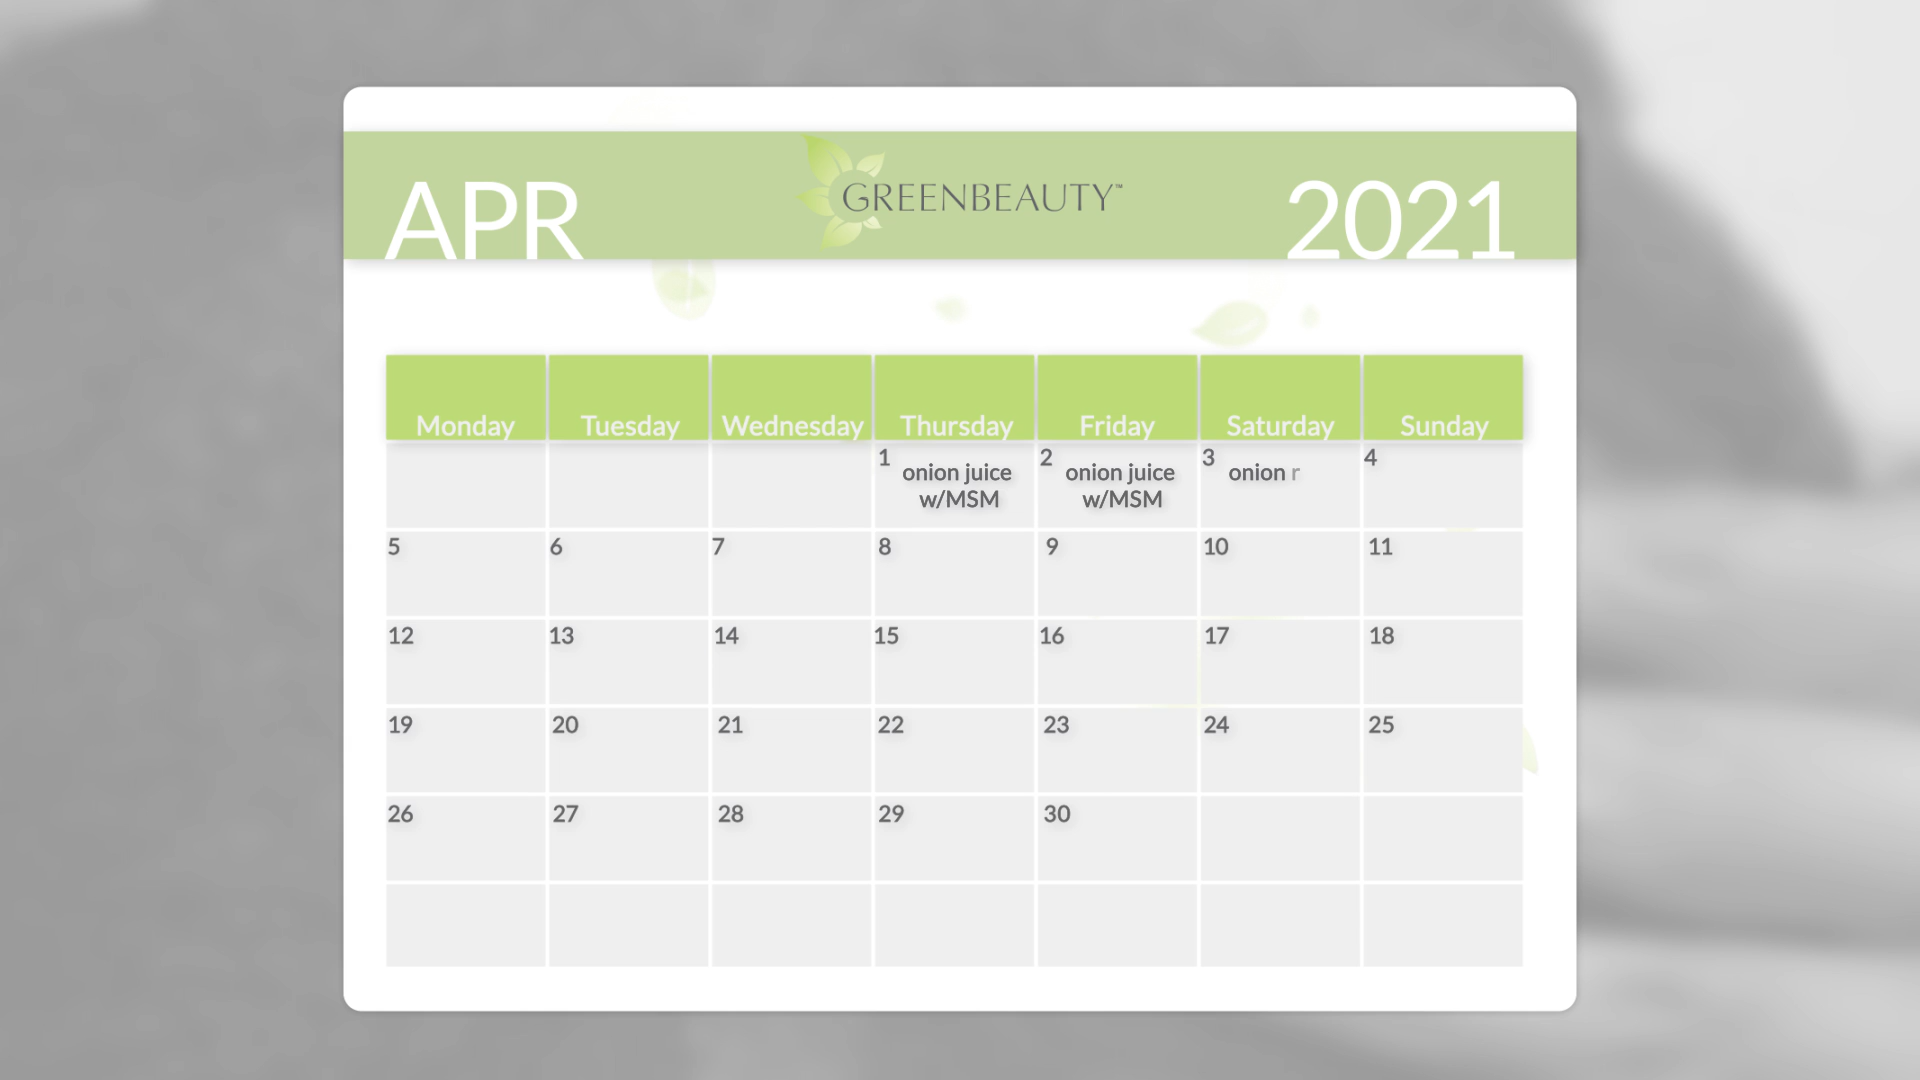 APR GREENBEAUTY™ 2021
Monday Tuesday Wednesday Thursday Friday Saturday Sunday
1 onion juice w/MSM 2 onion juice w/MSM 3 onion r 4
5 6 7 8 9 10 11
12 13 14 15 16 17 18
19 20 21 22 23 24 25
26 27 28 29 30